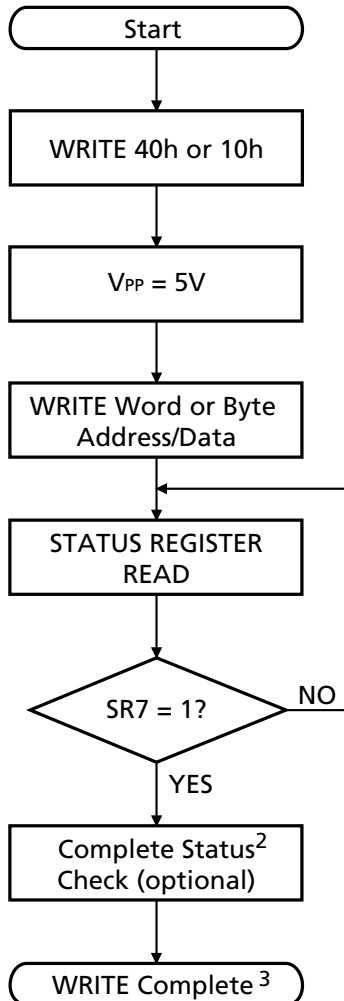 Start
WRITE 40h or 10h
VPP = 5V
WRITE Word or Byte
Address/Data
STATUS REGISTER
READ
SR7 = 1?
NO
YES
Complete Status2
Check (optional)
WRITE Complete 3